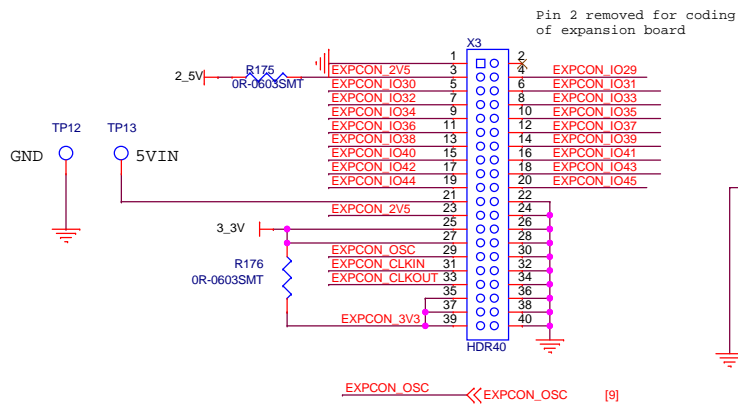 Pin 2 removed for coding
of expansion board
X3
1 2
2_5V R175 EXPCON_2V5 3 4 EXPCON_IO29
0R-0603SMT EXPCON_IO30 5 6 EXPCON_IO31
EXPCON_IO32 7 8 EXPCON_IO33
EXPCON_IO34 9 10 EXPCON_IO35
TP12 TP13 EXPCON_IO36 11 12 EXPCON_IO37
EXPCON_IO38 13 14 EXPCON_IO39
GND 5VIN EXPCON_IO40 15 16 EXPCON_IO41
EXPCON_IO42 17 18 EXPCON_IO43
EXPCON_IO44 19 20 EXPCON_IO45
21 22
EXPCON_2V5 23 24
3_3V 25 26
27 28
EXPCON_OSC 29 30
R176 EXPCON_CLKIN 31 32
0R-0603SMT EXPCON_CLKOUT 33 34
35 36
37 38
EXPCON_3V3 39 40
HDR40
EXPCON_OSC EXPCON_OSC [9]